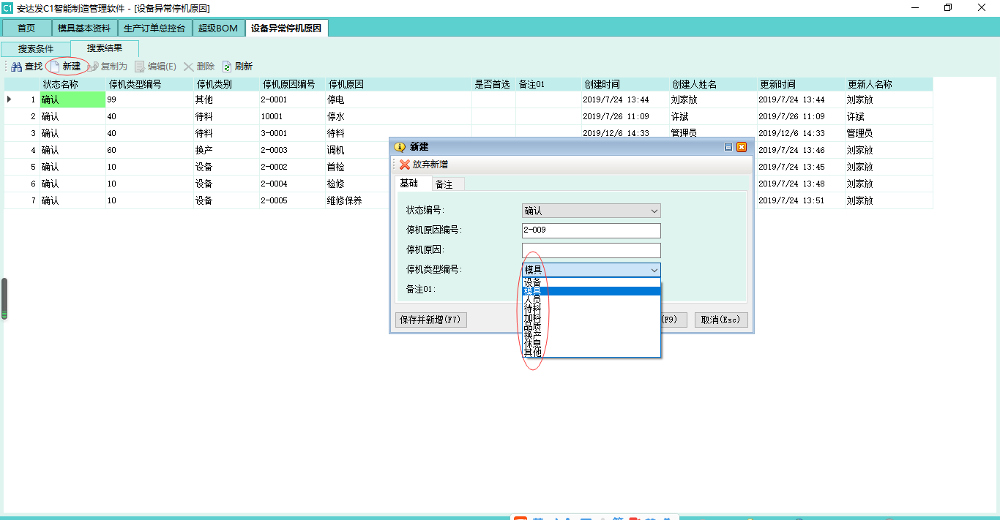 安达发C1智能制造管理软件 - [设备异常停机原因]
首页 模具基本资料 生产订单总控台 超级BOM 设备异常停机原因
搜索条件 搜索结果
查找 新建 复制为 编辑(E) 删除 刷新
状态名称 停机类型编号 停机类别 停机原因编号 停机原因 是否首选 备注01 创建时间 创建人姓名 更新时间 更新人名称
1 确认 99 其他 2-0001 停电 2019/7/24 13:44 刘家放 2019/7/24 13:44 刘家放
2 确认 40 待料 10001 停水 2019/7/26 11:09 许斌 2019/7/26 11:09 许斌
3 确认 40 待料 3-0001 待料 2019/12/6 14:33 管理员 2019/12/6 14:33 管理员
4 确认 60 换产 2-0003 调机 2019/7/24 13:46 刘家放
5 确认 10 设备 2-0002 首检 2019/7/24 13:45 刘家放
6 确认 10 设备 2-0004 检修 2019/7/24 13:48 刘家放
7 确认 10 设备 2-0005 维修保养 2019/7/24 13:51 刘家放
新建
放弃新增
基础 备注
状态编号: 确认
停机原因编号: 2-009
停机原因:
停机类型编号: 模具
备注01:
设备
模具
人员
待料
加料
品质
换产
休息
其他
保存并新增(F7) (F9) 取消(Esc)